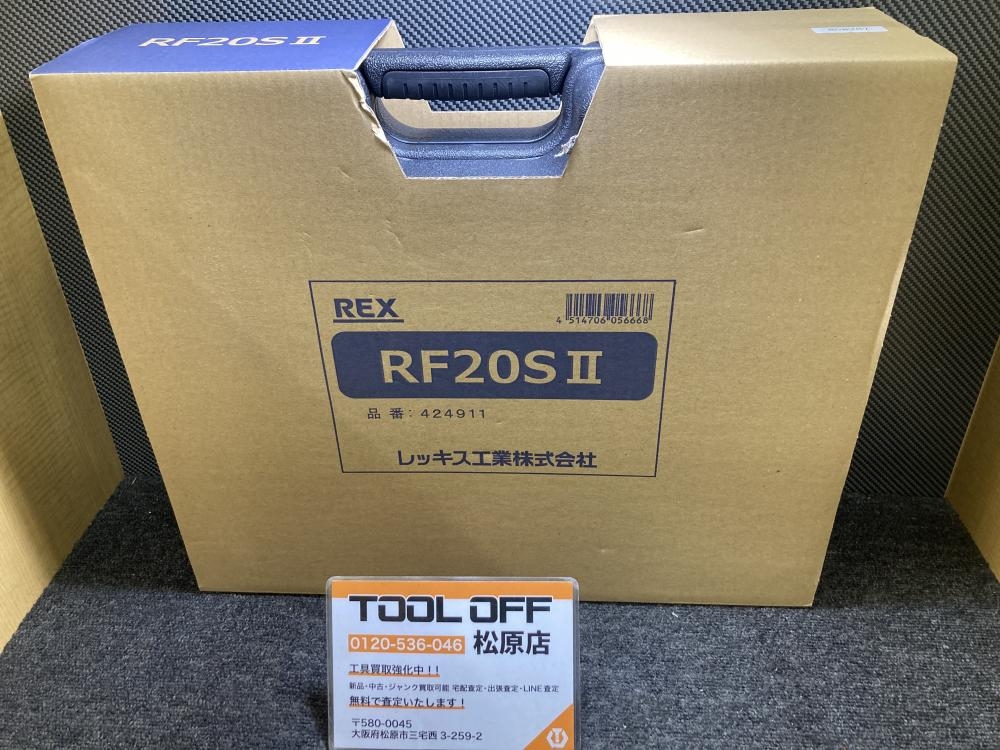 RF20SⅡ
REX
4 514706 056668
RF20SⅡ
品 番：424911
レッキス工業株式会社
TOOL OFF
0120-536-046 松原店
工具買取強化中！！
新品・中古・ジャンク買取可能 宅配査定・出張査定・LINE査定
無料で査定いたします！
〒580-0045
大阪府松原市三宅西 3-259-2